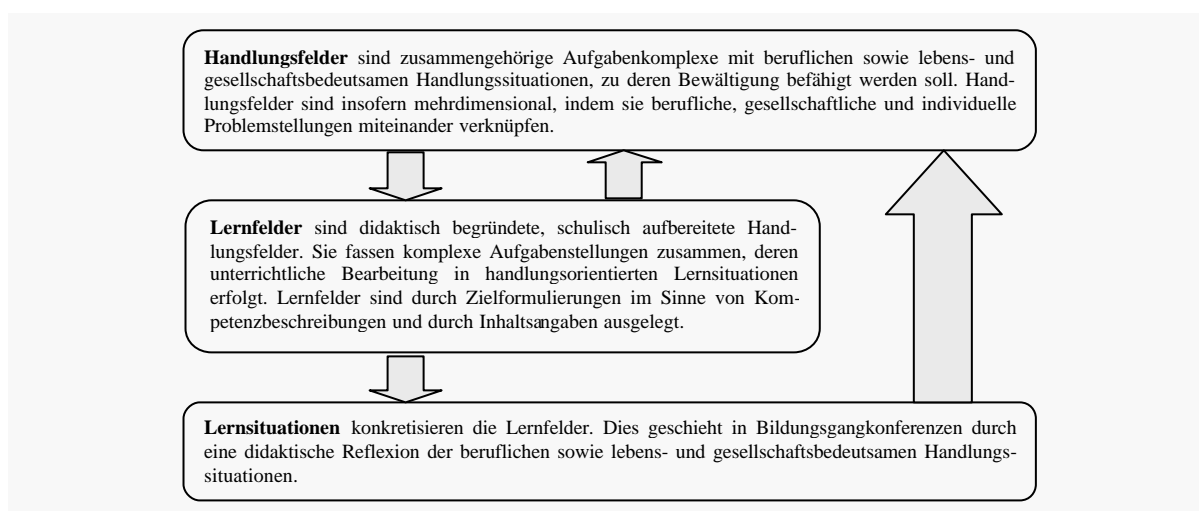 Handlungsfelder sind zusammengehörige Aufgabenkomplexe mit beruflichen sowie lebens- und
gesellschaftsbedeutsamen Handlungssituationen, zu deren Bewältigung befähigt werden soll. Hand-
lungsfelder sind insofern mehrdimensional, indem sie berufliche, gesellschaftliche und individuelle
Problemstellungen miteinander verknüpfen.
Lernfelder sind didaktisch begründete, schulisch aufbereitete Hand-
lungsfelder. Sie fassen komplexe Aufgabenstellungen zusammen, deren
unterrichtliche Bearbeitung in handlungsorientierten Lernsituationen
erfolgt. Lernfelder sind durch Zielformulierungen im Sinne von Kom-
petenzbeschreibungen und durch Inhaltsangaben ausgelegt.
Lernsituationen konkretisieren die Lernfelder. Dies geschieht in Bildungsgangkonferenzen durch
eine didaktische Reflexion der beruflichen sowie lebens- und gesellschaftsbedeutsamen Handlungs-
situationen.